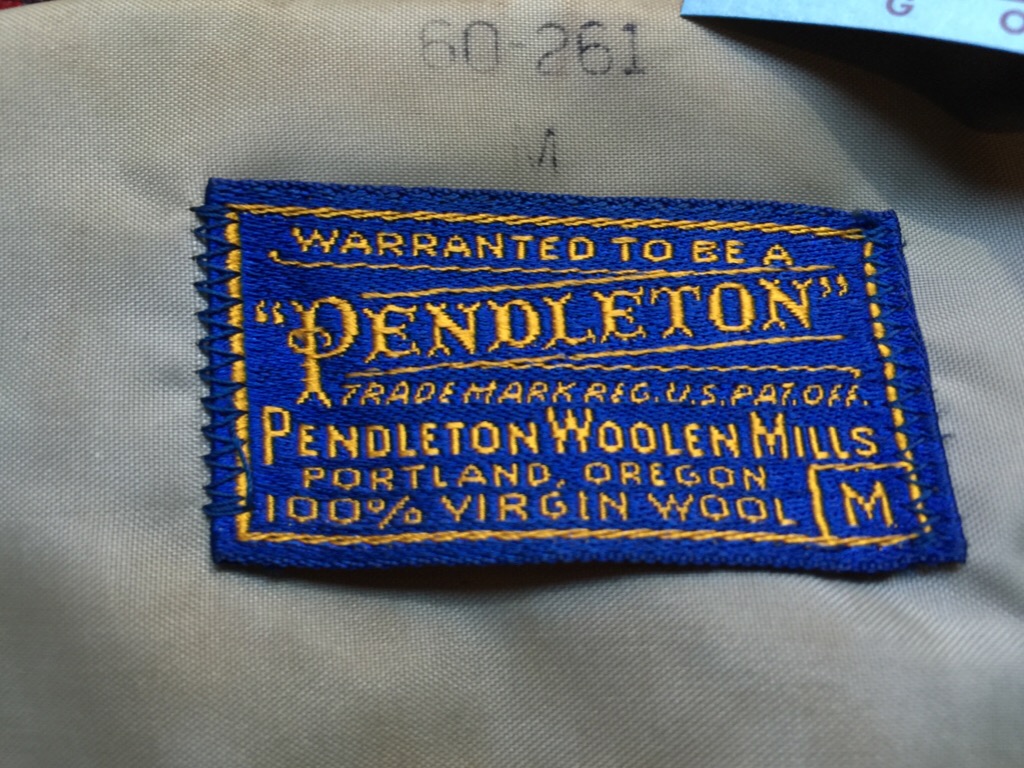 G O
60-261
M
WARRANTED TO BE A
"PENDLETON"
TRADE MARK REG. U.S. PAT. OFF.
PENDLETON WOOLEN MILLS
PORTLAND, OREGON
100% VIRGIN WOOL M